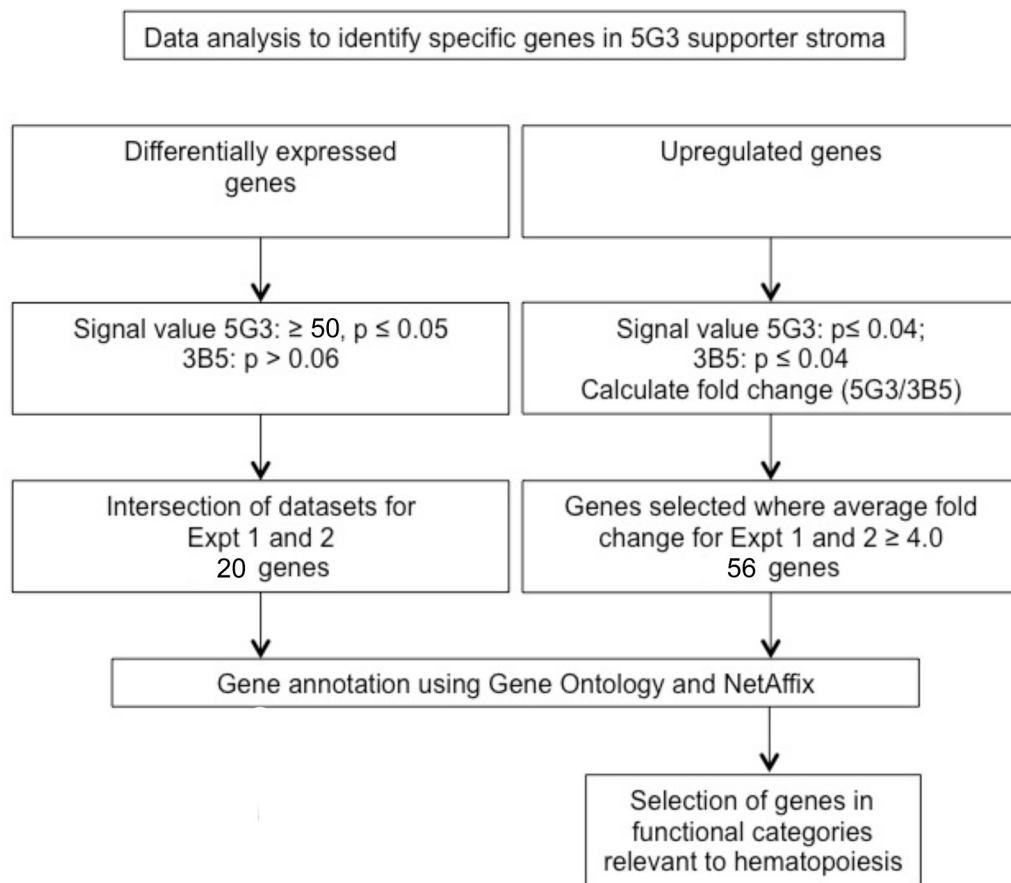 Data analysis to identify specific genes in 5G3 supporter stroma
Differentially expressed
genes
Upregulated genes
Signal value 5G3: ≥ 50, p ≤ 0.05
3B5: p > 0.06
Signal value 5G3: p≤ 0.04;
3B5: p ≤ 0.04
Calculate fold change (5G3/3B5)
Intersection of datasets for
Expt 1 and 2
20 genes
Genes selected where average fold
change for Expt 1 and 2 ≥ 4.0
56 genes
Gene annotation using Gene Ontology and NetAffix
Selection of genes in
functional categories
relevant to hematopoiesis